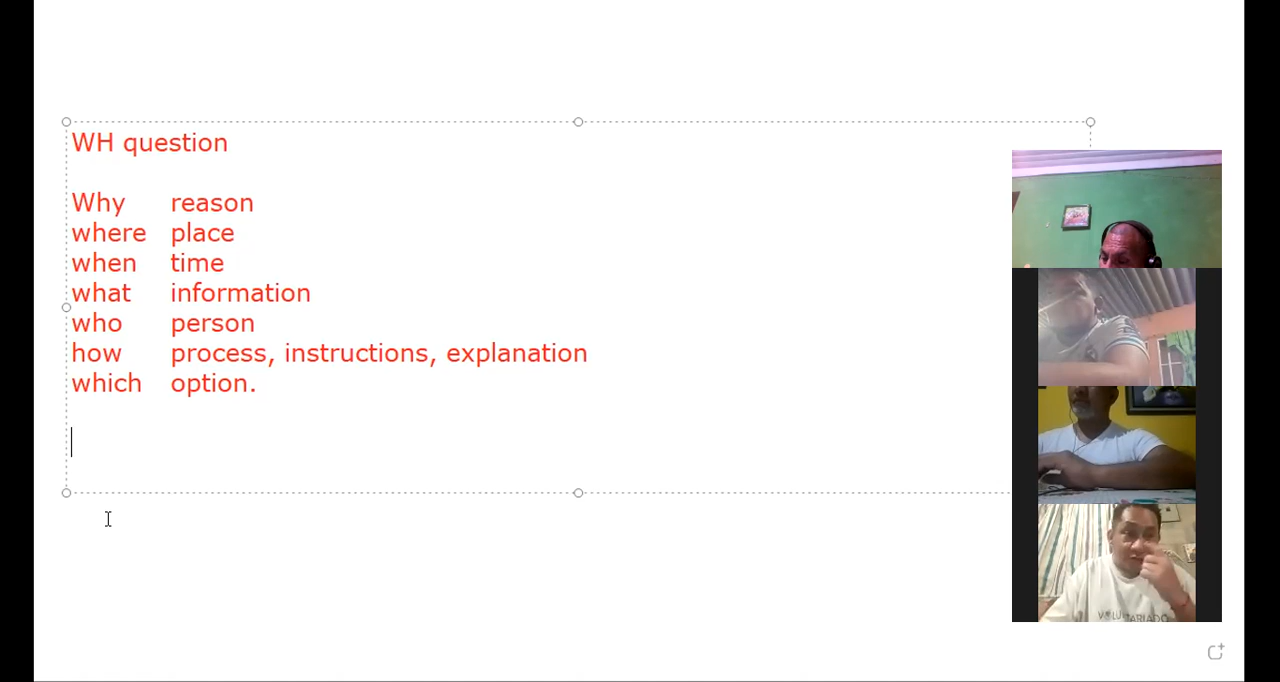 WH question
Why reason
where place
when time
what information
who person
how process, instructions, explanation
which option.